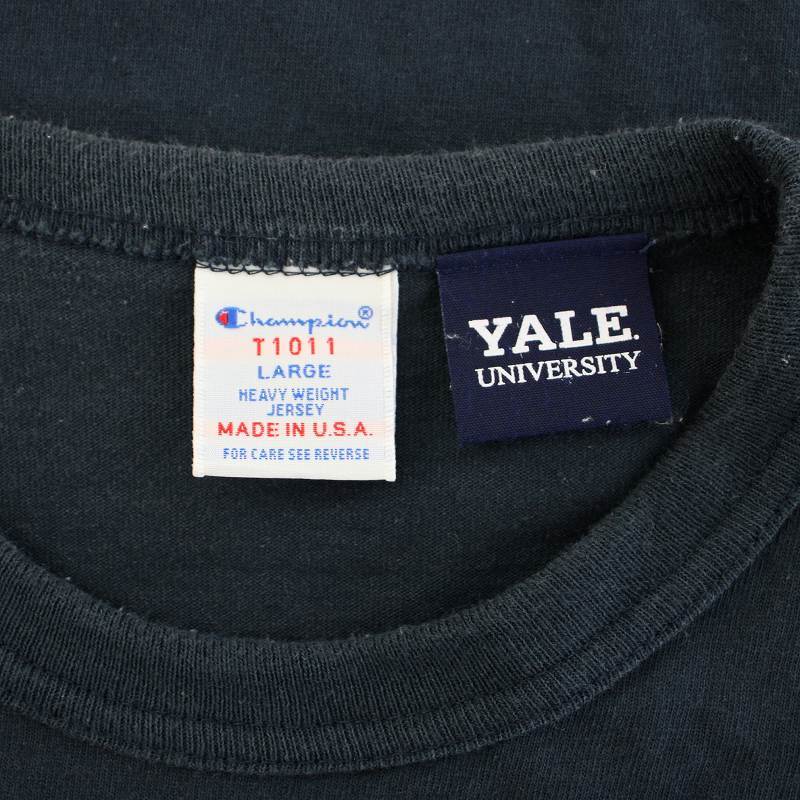 Champion®
T1011
LARGE
HEAVY WEIGHT
JERSEY
MADE IN U.S.A.
FOR CARE SEE REVERSE
YALE.
UNIVERSITY